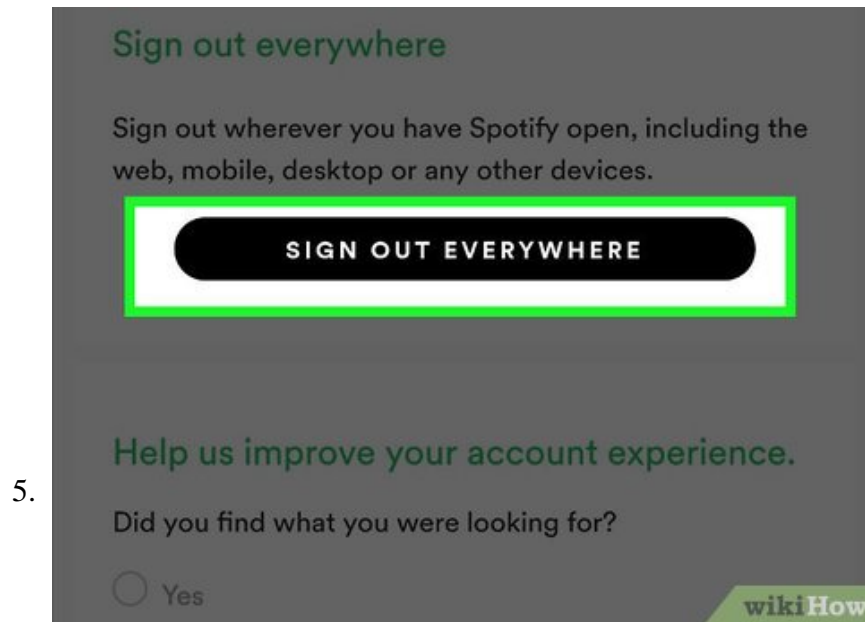 Sign out everywhere
Sign out wherever you have Spotify open, including the
web, mobile, desktop or any other devices.
SIGN OUT EVERYWHERE
Help us improve your account experience.
5.
Did you find what you were looking for?
Yes
wikiHow